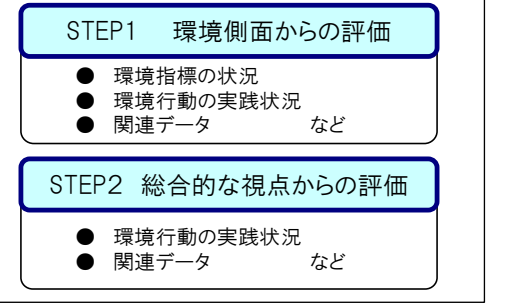 STEP1　環境側面からの評価
● 環境指標の状況
● 環境行動の実践状況
● 関連データ　　　　など
STEP2 総合的な視点からの評価
● 環境行動の実践状況
● 関連データ　　　　など